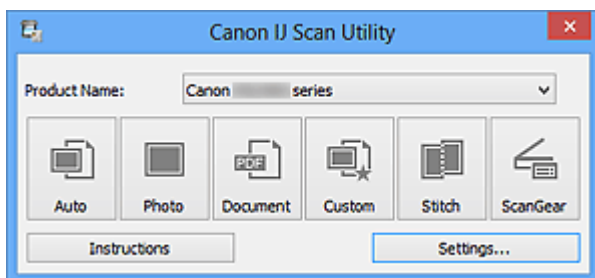 Canon IJ Scan Utility
Product Name: Canon series
PDF
Auto Photo Document Custom Stitch ScanGear
Instructions Settings...